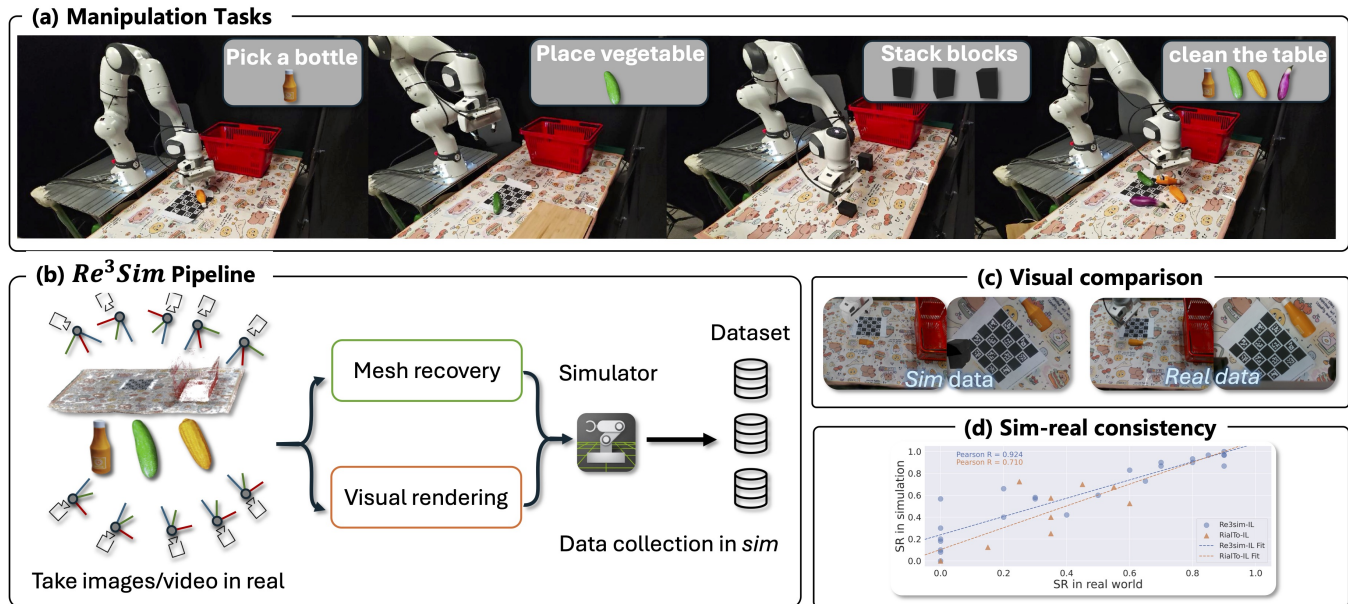 (a) Manipulation Tasks
Pick a bottle
Place vegetable
Stack blocks
clean the table
(b) Re³Sim Pipeline
Mesh recovery
Visual rendering
Simulator
Dataset
Data collection in sim
Take images/video in real
(c) Visual comparison
Sim data
Real data
(d) Sim-real consistency
Pearson R = 0.924
Pearson R = 0.710
SR in simulation
1.0
0.8
0.6
0.4
0.2
0.0
0.0
0.2
0.4
0.6
0.8
1.0
SR in real world
Re3sim-IL
RialTo-IL
Re3sim-IL Fit
RialTo-IL Fit